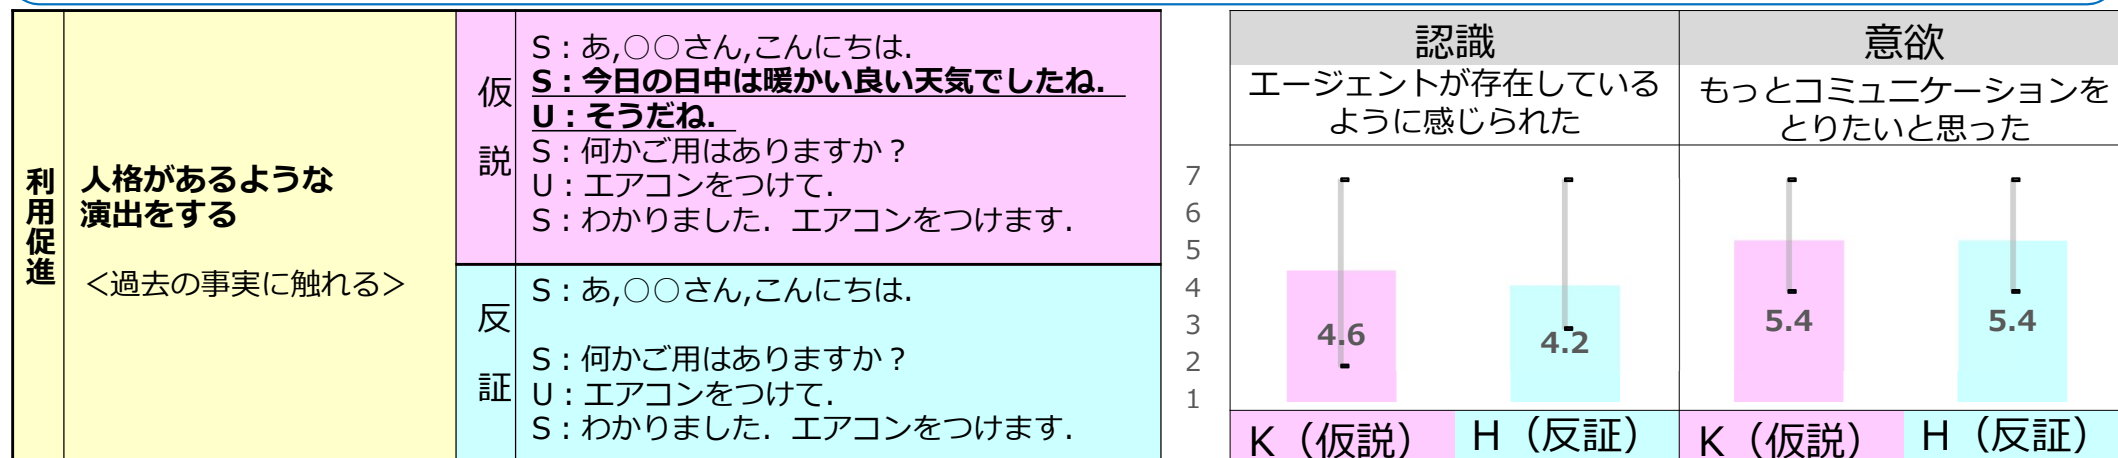 利用促進
人格があるような
演出をする
＜過去の事実に触れる＞
仮説
S：あ,○○さん,こんにちは.
S：今日の日中は暖かい良い天気でしたね.
U：そうだね.
S：何かご用はありますか？
U：エアコンをつけて.
S：わかりました．エアコンをつけます.
反証
S：あ,○○さん,こんにちは.
S：何かご用はありますか？
U：エアコンをつけて.
S：わかりました．エアコンをつけます.
認識
エージェントが存在している
ように感じられた
意欲
もっとコミュニケーションを
とりたいと思った
7
6
5
4
3
2
1
4.6
4.2
5.4
5.4
K（仮説）
H（反証）
K（仮説）
H（反証）